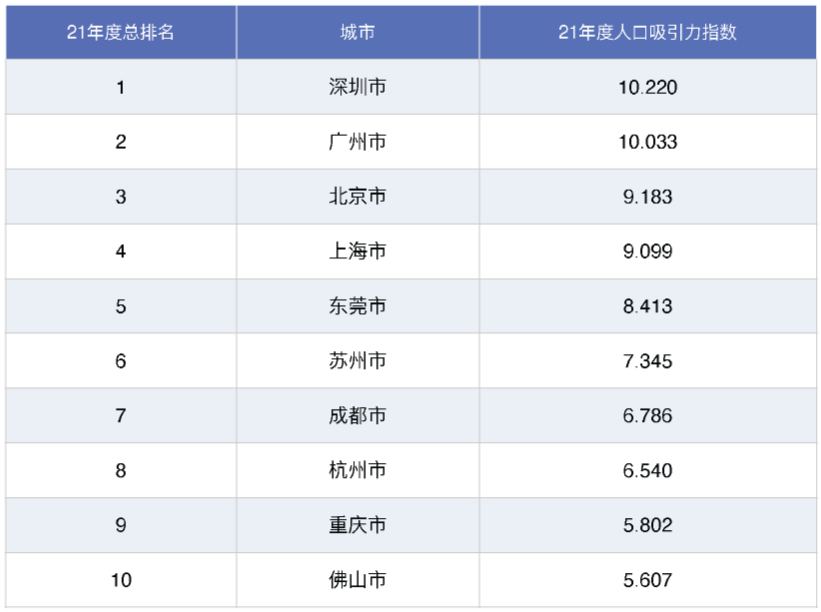 21年度总排名 城市 21年度人口吸引力指数
1 深圳市 10.220
2 广州市 10.033
3 北京市 9.183
4 上海市 9.099
5 东莞市 8.413
6 苏州市 7.345
7 成都市 6.786
8 杭州市 6.540
9 重庆市 5.802
10 佛山市 5.607